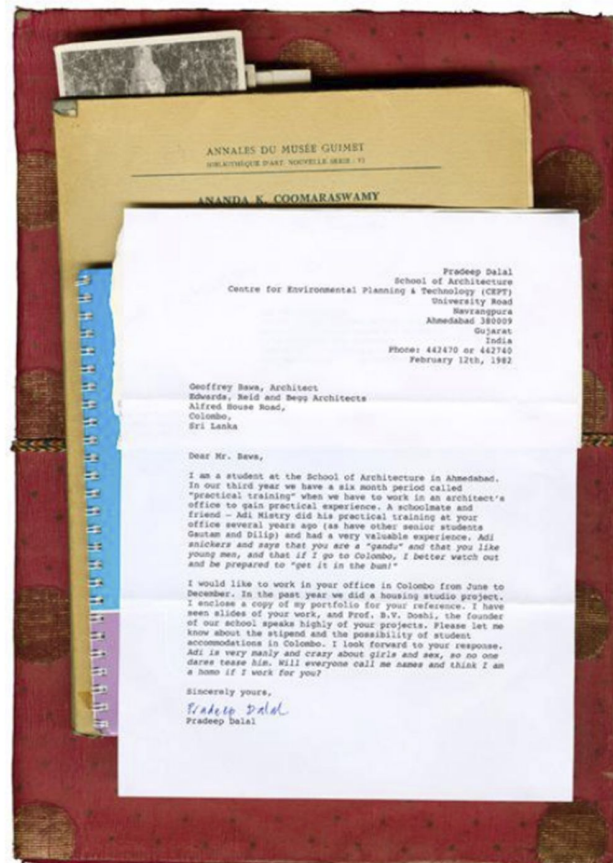 ANNALES DU MUSÉE GUIMET
BIBLIOTHÈQUE D'ART. NOUVELLE SÉRIE : VI
ANANDA K. COOMARASWAMY
Pradeep Dalal
School of Architecture
Centre for Environmental Planning & Technology (CEPT)
University Road
Navrangpura
Ahmedabad 380009
Gujarat
India
Phone: 442470 or 442740
February 12th, 1982
Geoffrey Bawa, Architect
Edwards, Reid and Begg Architects
Alfred House Road,
Colombo,
Sri Lanka
Dear Mr. Bawa,
I am a student at the School of Architecture in Ahmedabad.
In our third year we have a six month period called
"practical training" when we have to work in an architect's
office to gain practical experience. A schoolmate and
friend – Adi Mistry did his practical training at your
office several years ago (as have other senior students
Gautam and Dilip) and had a very valuable experience. Adi
snickers and says that you are a "gandu" and that you like
young men, and that if I go to Colombo, I better watch out
and be prepared to "get it in the bum!"
I would like to work in your office in Colombo from June to
December. In the past year we did a housing studio project.
I enclose a copy of my portfolio for your reference. I have
seen slides of your work, and Prof. B.V. Doshi, the founder
of our school speaks highly of your projects. Please let me
know about the stipend and the possibility of student
accommodations in Colombo. I look forward to your response.
Adi is very manly and crazy about girls and sex, so no one
dares tease him. Will everyone call me names and think I am
a homo if I work for you?
Sincerely yours,
Pradeep Dalal
Pradeep Dalal